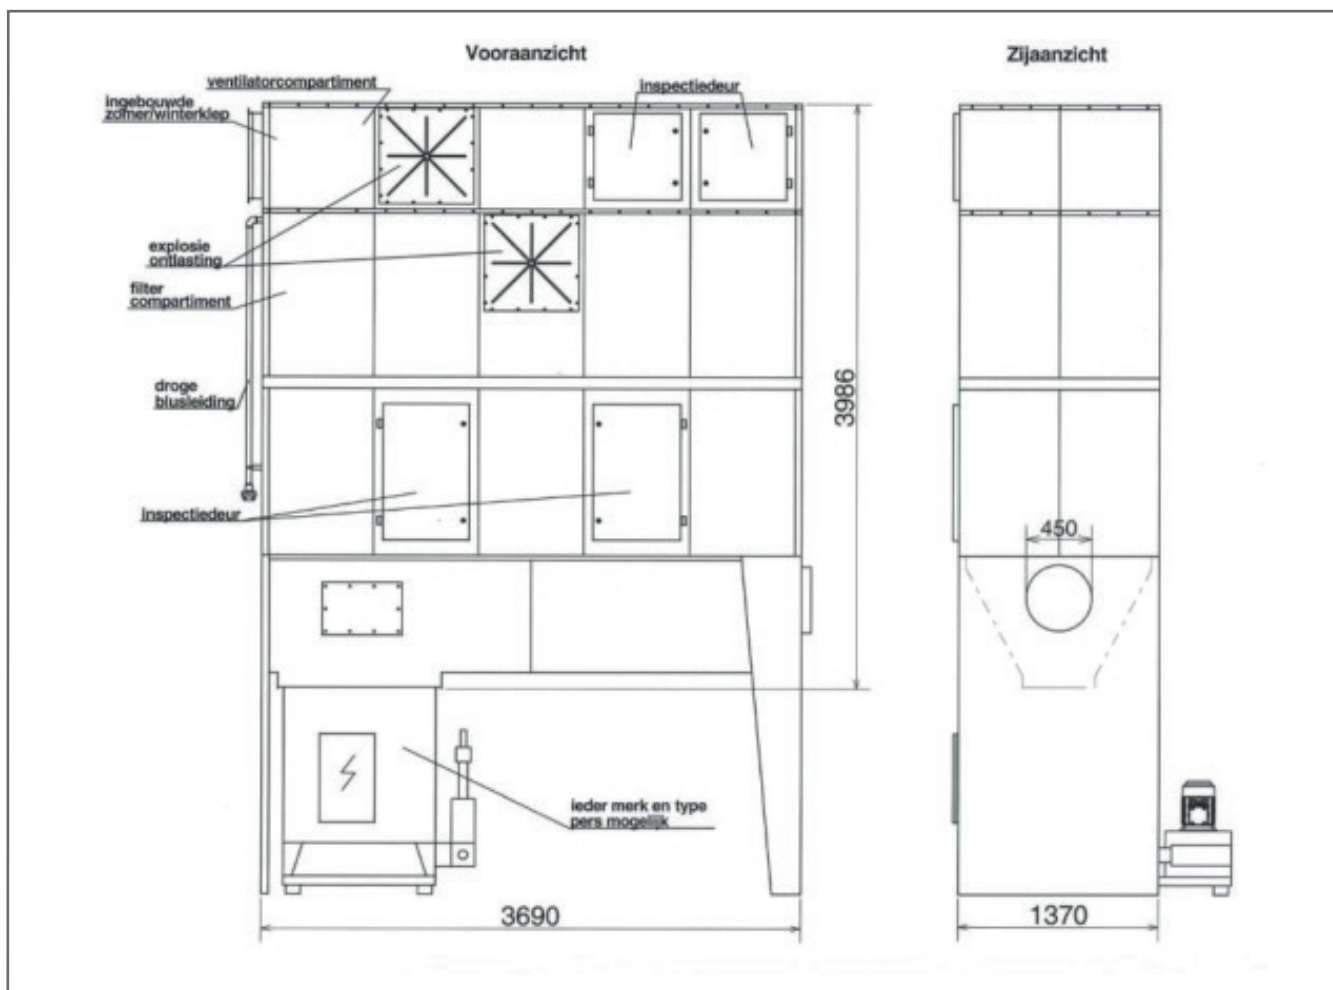 Vooraanzicht
Zijaanzicht
ventilatorcompartiment
inspectiedeur
ingebouwde
zomer/winterklep
explosie
ontlasting
filter
compartiment
droge
blusleiding
3986
inspectiedeur
450
ieder merk en type
pers mogelijk
3690
1370